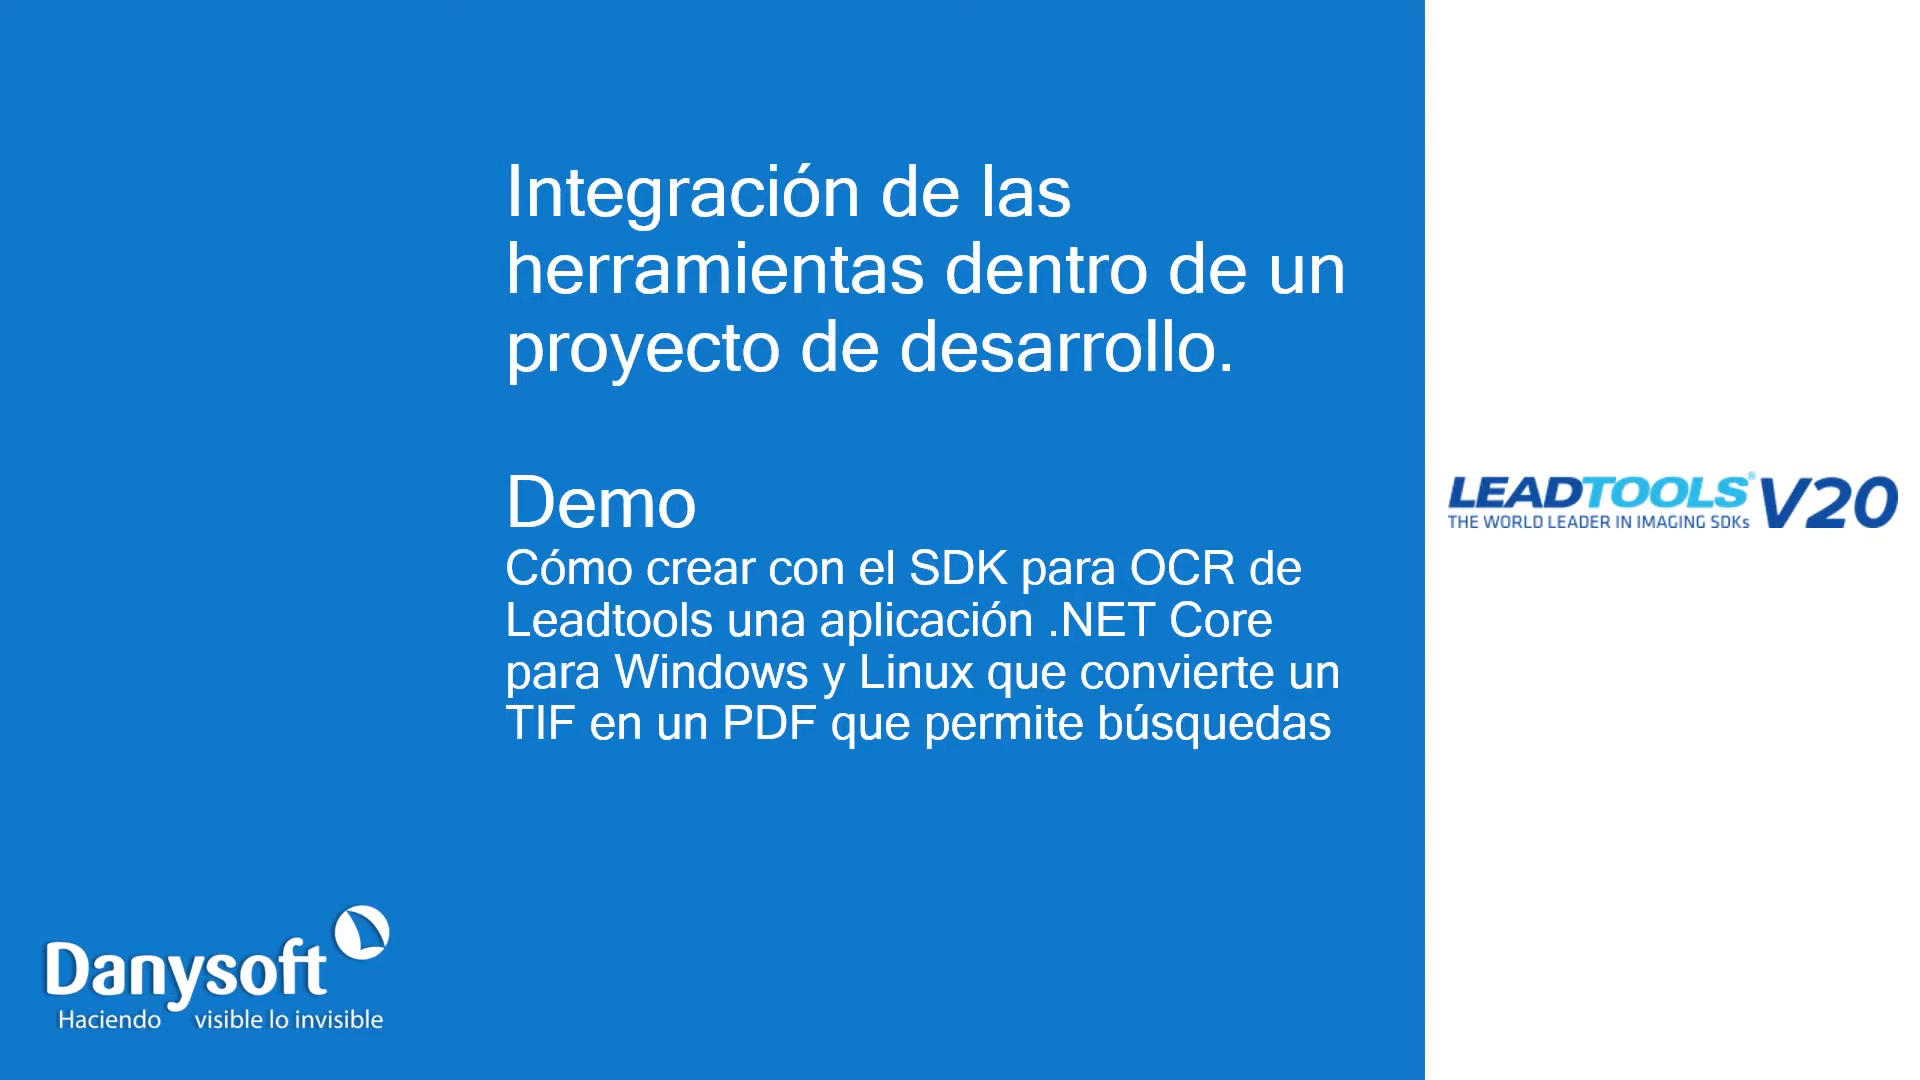 Integración de las
herramientas dentro de un
proyecto de desarrollo.
Demo
Cómo crear con el SDK para OCR de
Leadtools una aplicación .NET Core
para Windows y Linux que convierte un
TIF en un PDF que permite búsquedas
LEADTOOLS® V20
THE WORLD LEADER IN IMAGING SDKs
Danysoft
Haciendo visible lo invisible